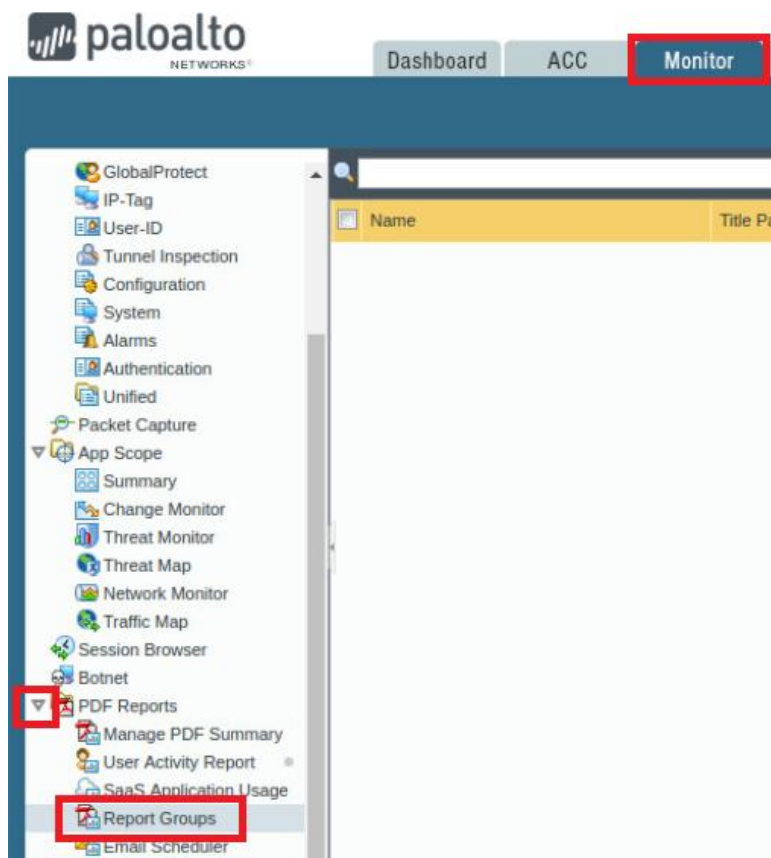 paloalto
NETWORKS®
Dashboard ACC Monitor
GlobalProtect
IP-Tag
User-ID
Tunnel Inspection
Configuration
System
Alarms
Authentication
Unified
Packet Capture
App Scope
Summary
Change Monitor
Threat Monitor
Threat Map
Network Monitor
Traffic Map
Session Browser
Botnet
PDF Reports
Manage PDF Summary
User Activity Report
SaaS Application Usage
Report Groups
Email Scheduler
Name Title Pa